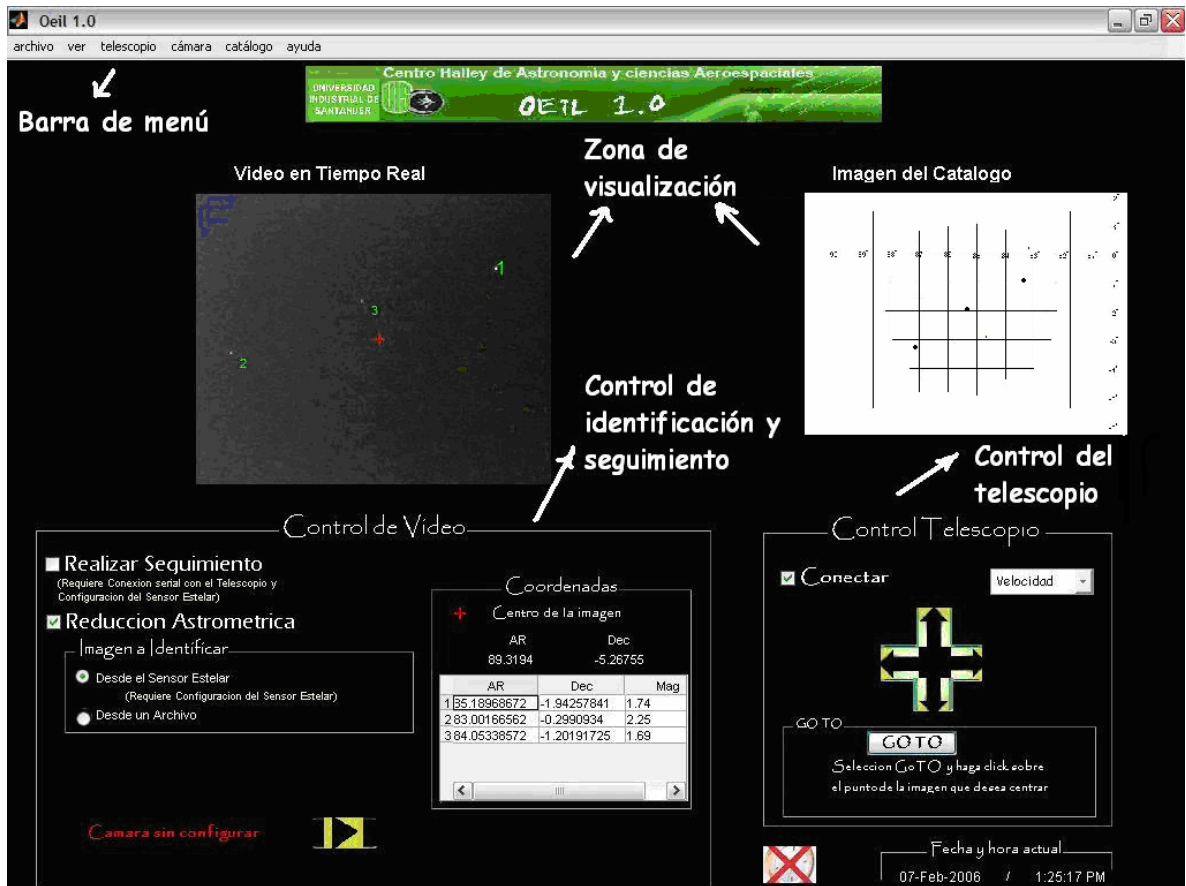 Oeil 1.0
archivo ver telescopio cámara catálogo ayuda
Centro Halley de Astronomia y ciencias Aeroespaciales
UNIVERSIDAD
INDUSTRIAL DE
SANTANDER
OEIL 1.0
Barra de menú
Zona de
visualización
Video en Tiempo Real
Imagen del Catalogo
1
3
2
Control de
identificación y
seguimiento
Control del
telescopio
Control de Video
Realizar Seguimiento
(Requiere Conexion serial con el Telescopio y
Configuracion del Sensor Estelar)
Reduccion Astrometrica
Imagen a Identificar
Desde el Sensor Estelar
(Requiere Configuracion del Sensor Estelar)
Desde un Archivo
Camara sin configurar
Coordenadas
Centro de la imagen
AR Dec
89.3194 -5.26755
AR Dec Mag
1 85.18968672 -1.94257841 1.74
2 83.00166562 -0.2990934 2.25
3 84.05338572 -1.20191725 1.69
Control Telescopio
Conectar
Velocidad
GO TO
GO TO
Seleccion GoTO y haga click sobre
el punto de la imagen que desea centrar
Fecha y hora actual
07-Feb-2006 / 1:25:17 PM